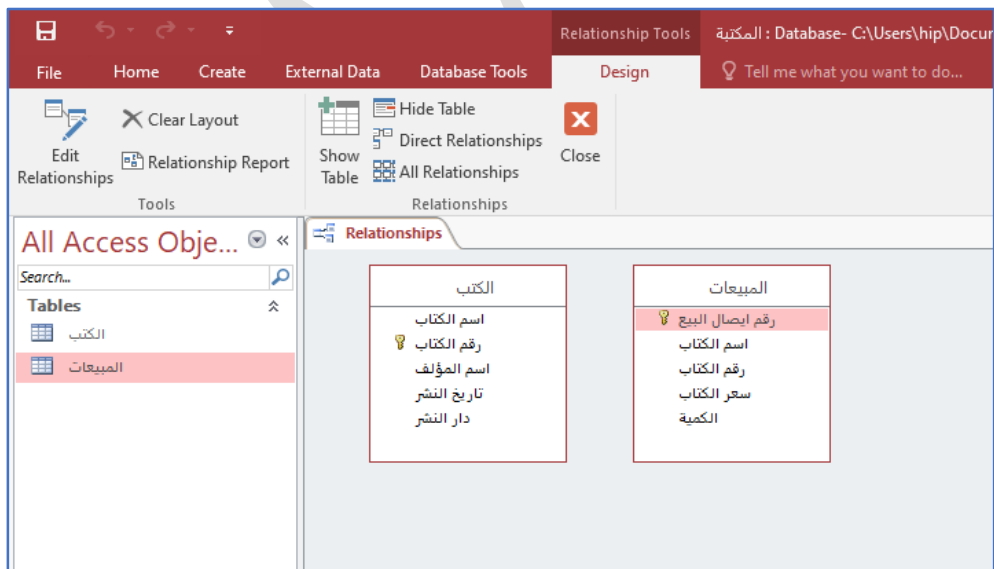 Relationship Tools
المكتبة : Database- C:\Users\hip\Docur
File Home Create External Data Database Tools Design Tell me what you want to do...
Edit Relationships
Clear Layout
Relationship Report
Tools
Show Table
Hide Table
Direct Relationships
All Relationships
Relationships
Close
All Access Obje...
Search...
Tables
الكتب
المبيعات
Relationships
الكتب
اسم الكتاب
رقم الكتاب
اسم المؤلف
تاريخ النشر
دار النشر
المبيعات
رقم ايصال البيع
اسم الكتاب
رقم الكتاب
سعر الكتاب
الكمية